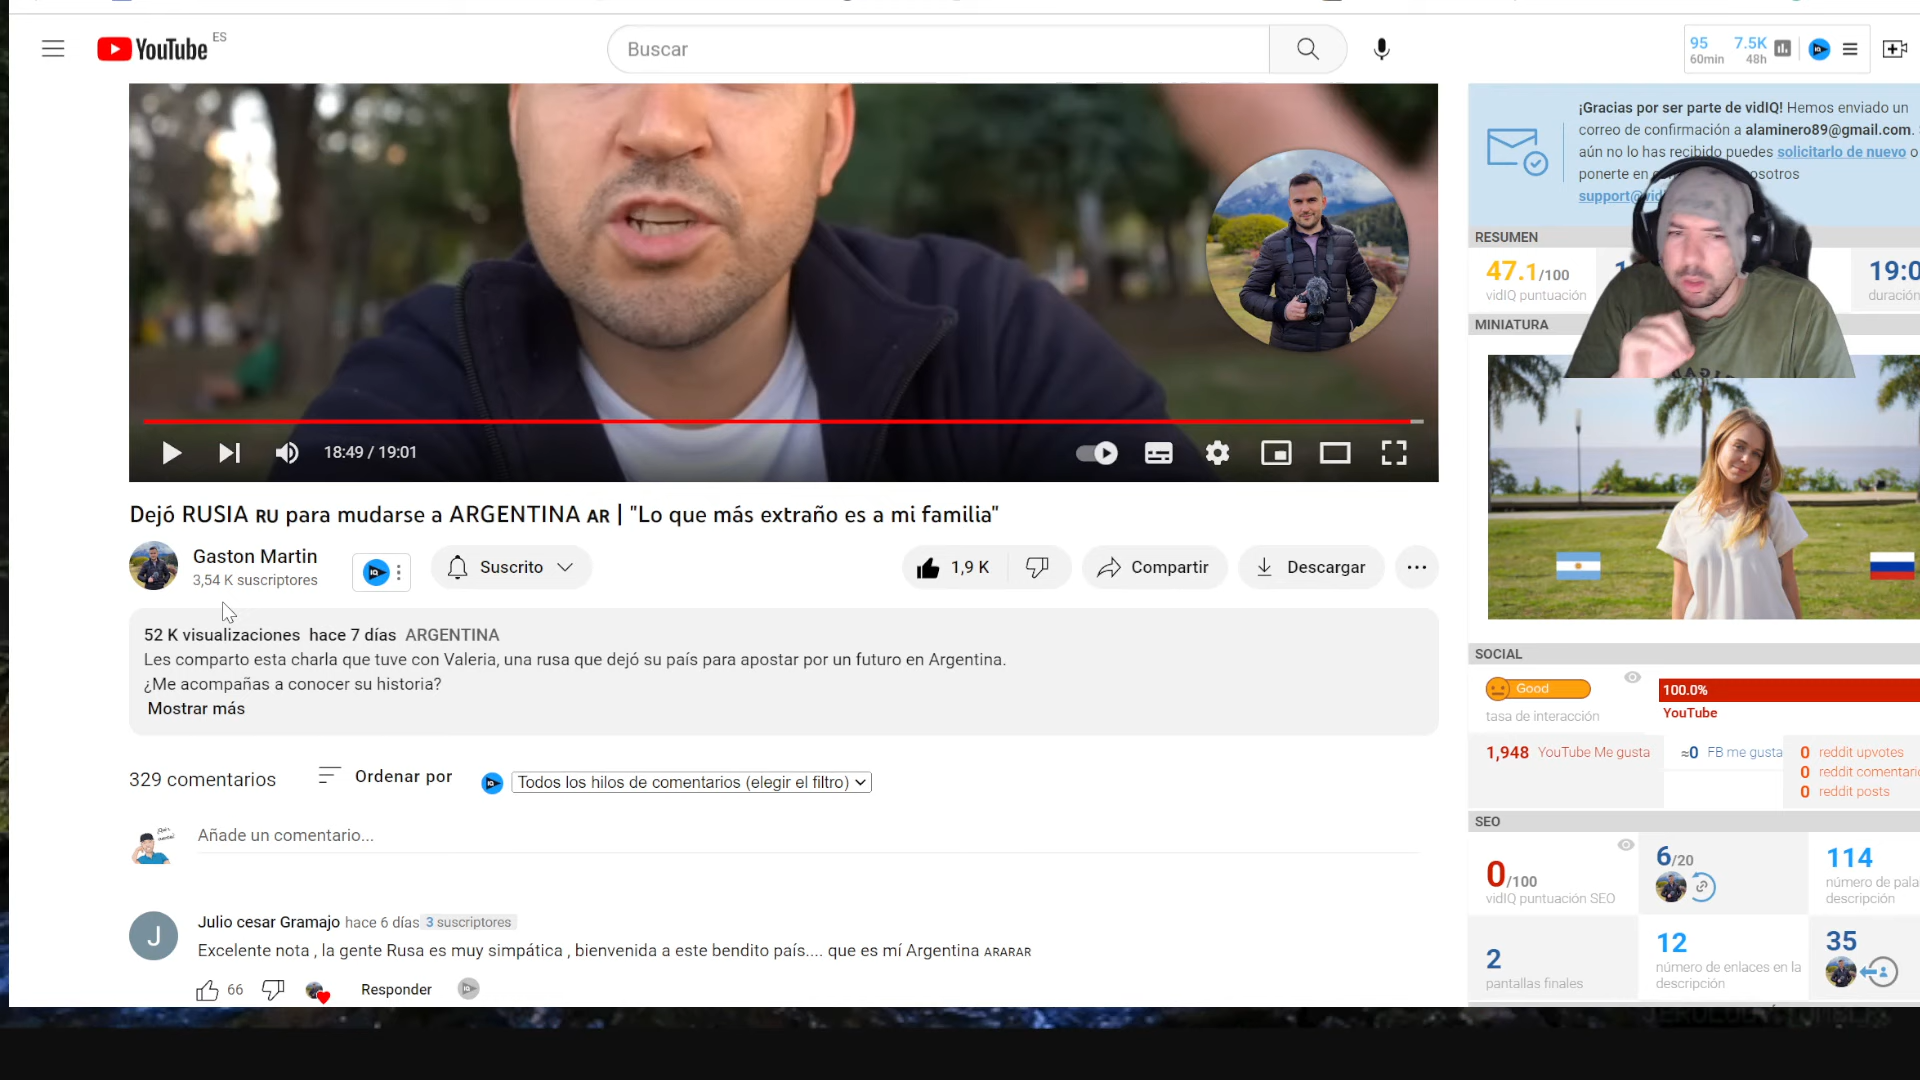 YouTube ES
Buscar
95 7.5K
60min 48h
¡Gracias por ser parte de vidIQ! Hemos enviado un
correo de confirmación a alaminero89@gmail.com.
aún no lo has recibido puedes solicitarlo de nuevo o
ponerte en
support@
RESUMEN
47.1/100
vidIQ puntuación
duración
MINIATURA
18:49 / 19:01
Dejó RUSIA RU para mudarse a ARGENTINA AR | "Lo que más extraño es a mi familia"
Gaston Martin
3,54 K suscriptores
Suscrito
1,9 K
Compartir
Descargar
52 K visualizaciones hace 7 días ARGENTINA
Les comparto esta charla que tuve con Valeria, una rusa que dejó su país para apostar por un futuro en Argentina.
¿Me acompañas a conocer su historia?
Mostrar más
329 comentarios
Ordenar por
Todos los hilos de comentarios (elegir el filtro)
Añade un comentario...
Julio cesar Gramajo hace 6 días 3 suscriptores
Excelente nota , la gente Rusa es muy simpática , bienvenida a este bendito país.... que es mí Argentina ARARAR
66
Responder
SOCIAL
Good
tasa de interacción
100.0%
YouTube
1,948 YouTube Me gusta
≈0 FB me gusta
0 reddit upvotes
0 reddit comentari
0 reddit posts
SEO
0/100
vidIQ puntuación SEO
6/20
114
número de pala
descripción
2
pantallas finales
12
número de enlaces en la
descripción
35